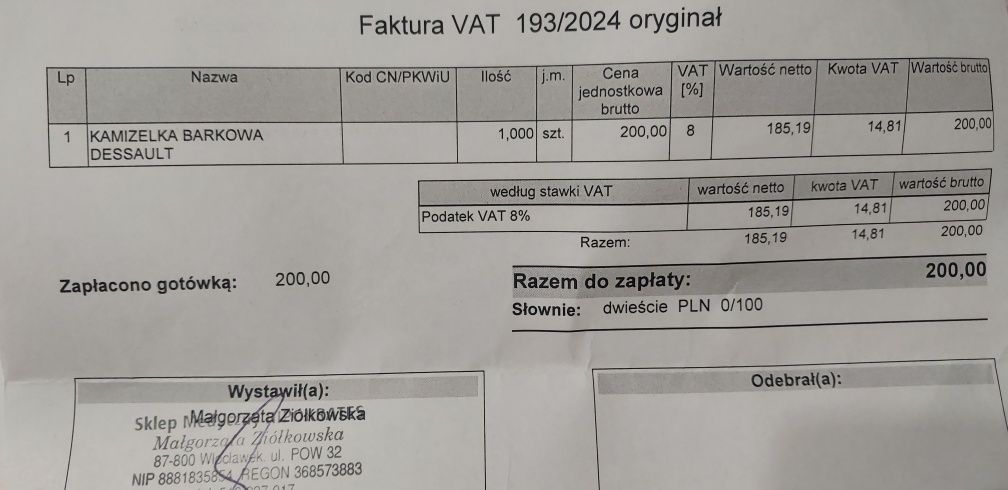 Faktura VAT 193/2024 oryginał
Lp Nazwa Kod CN/PKWiU Ilość j.m. Cena jednostkowa brutto VAT [%] Wartość netto Kwota VAT Wartość brutto
1 KAMIZELKA BARKOWA DESSAULT 1,000 szt. 200,00 8 185,19 14,81 200,00
według stawki VAT wartość netto kwota VAT wartość brutto
Podatek VAT 8% 185,19 14,81 200,00
Razem: 185,19 14,81 200,00
Zapłacono gotówką: 200,00
Razem do zapłaty: 200,00
Słownie: dwieście PLN 0/100
Wystawił(a):
Odebrał(a):
Małgorzata Ziółkowska
Sklep
Małgorzata Ziółkowska
87-800 Włocławek, ul. POW 32
NIP REGON 368573883